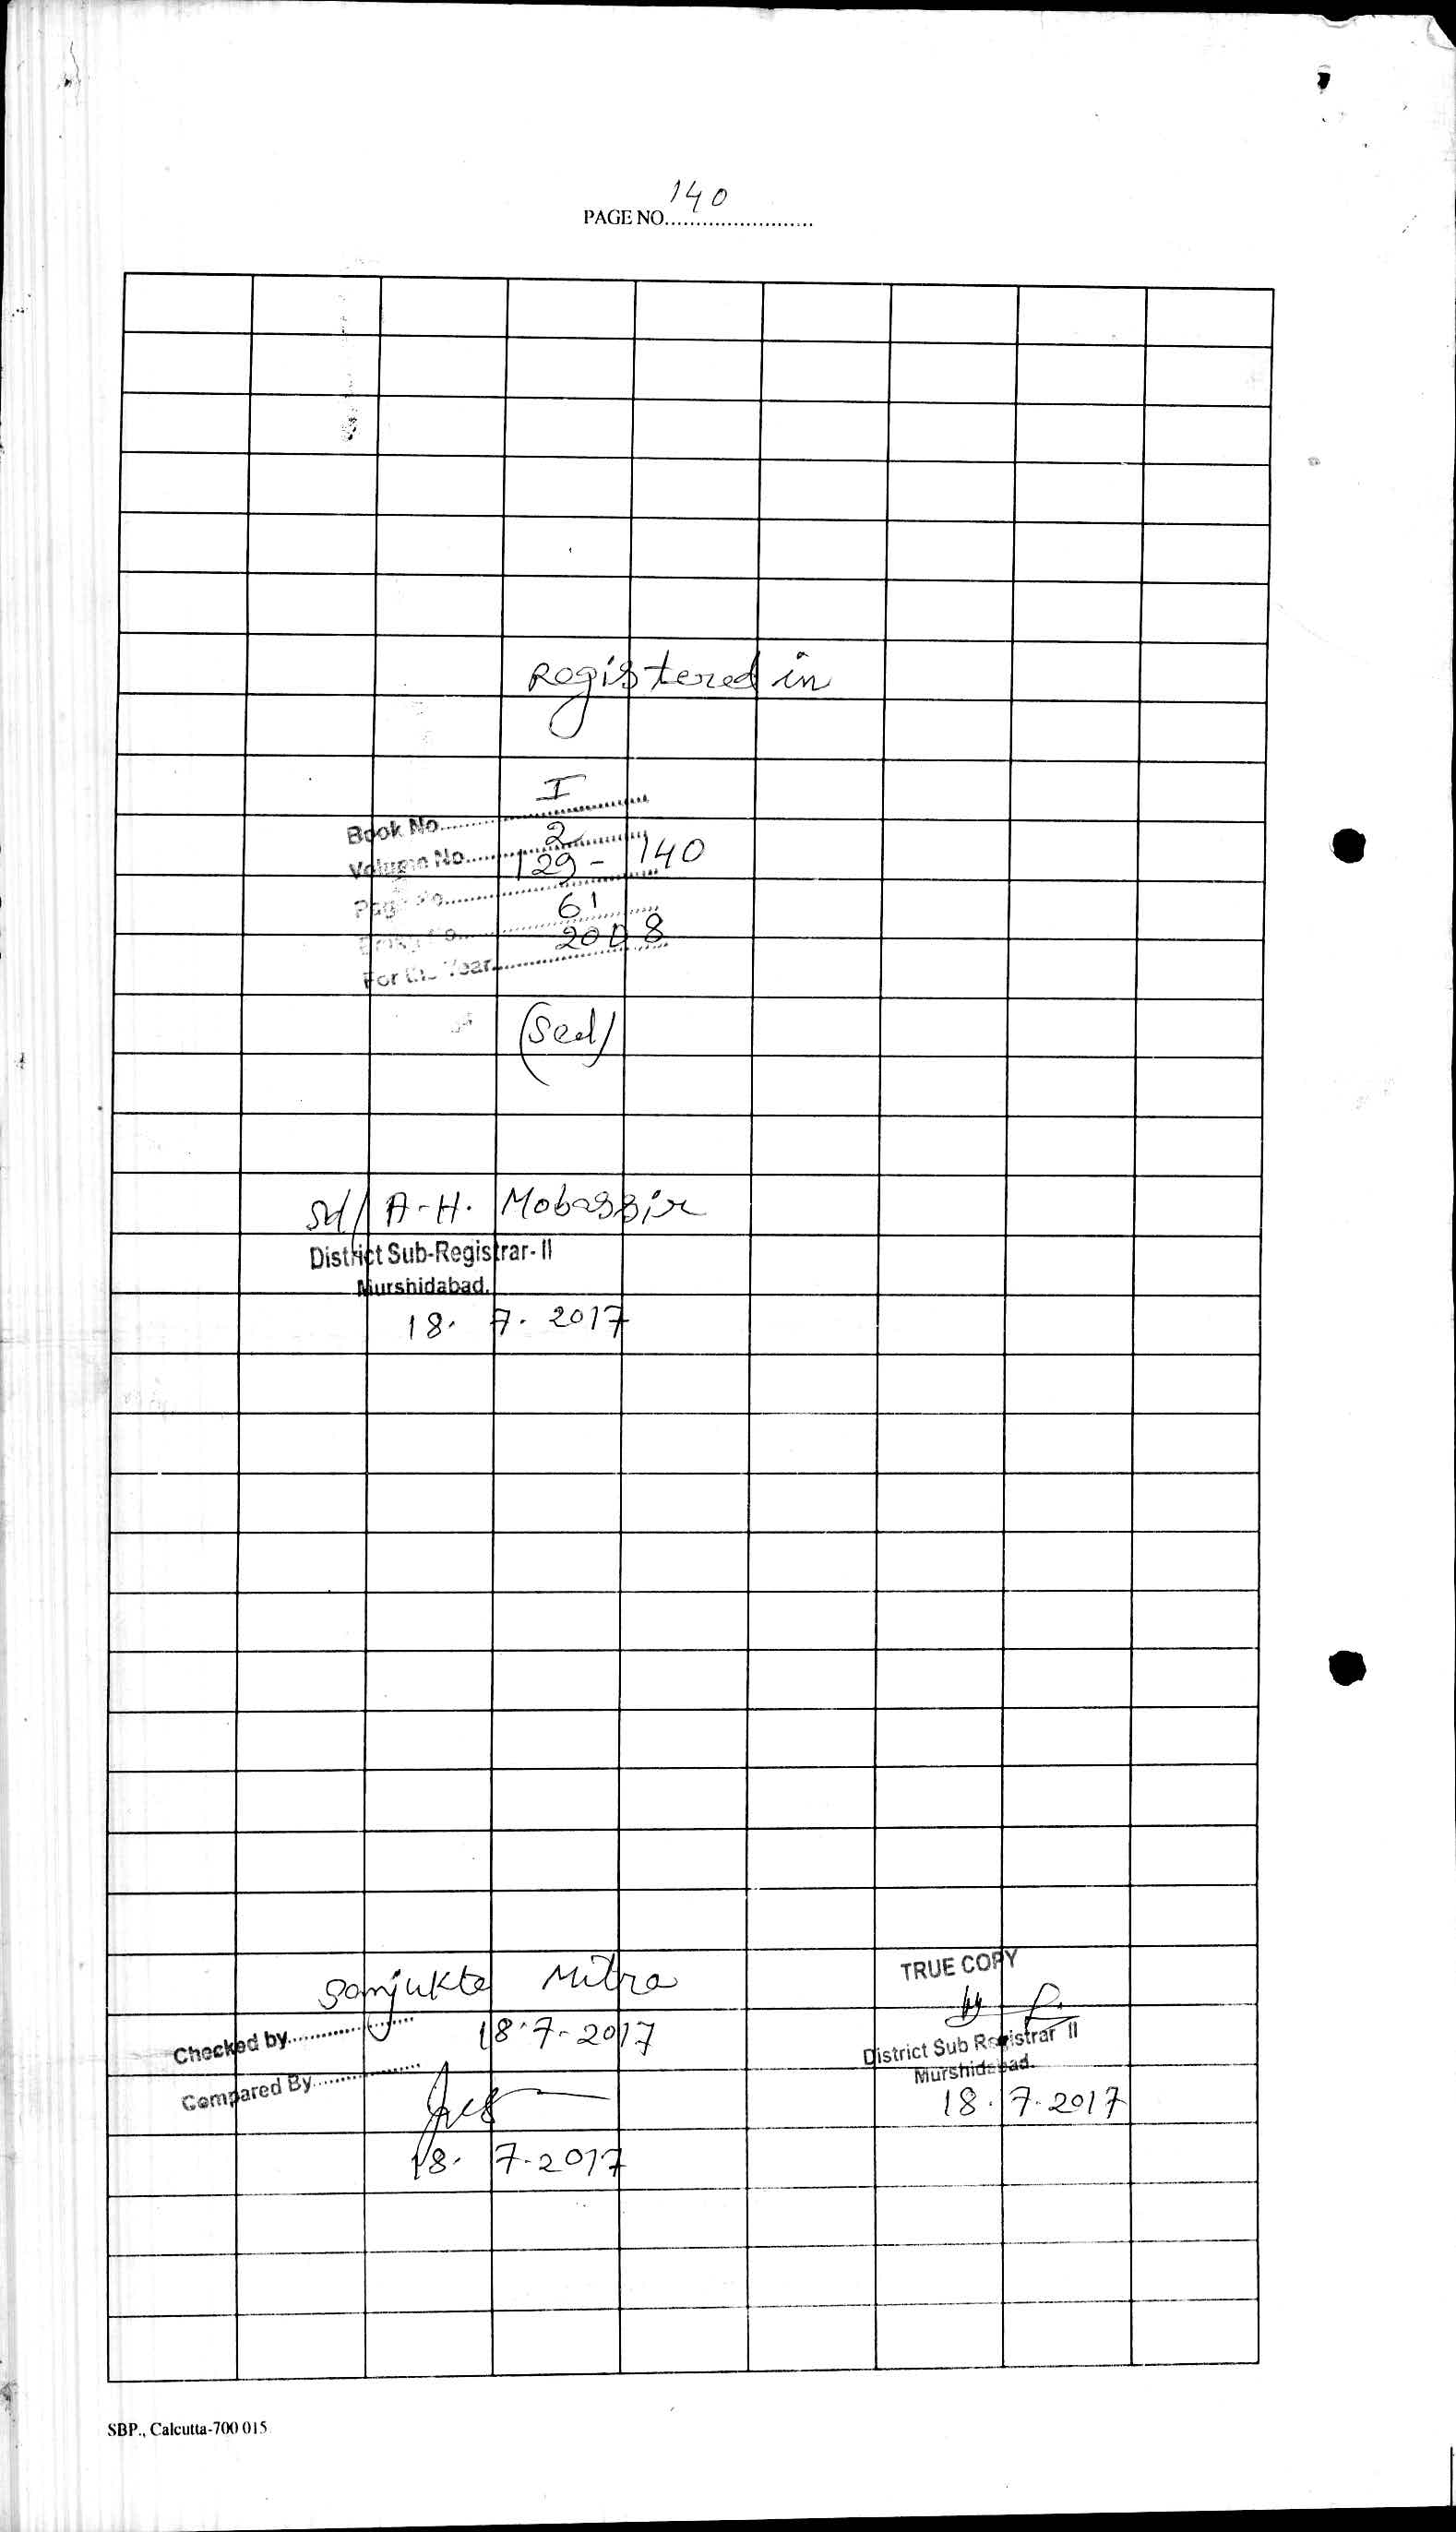 140
PAGE NO.........................
Registered in
Book No.......... I ..........
Volume No.......... 2 ..........
Page No.......... 129 - 140
No.......... 61 ..........
For the Year.......... 2008
(Seal)
Sd/ A-H. Mobassir
District Sub-Registrar- II
Murshidabad.
18. 7. 2017
Sanjukta Mitra
Checked by.......... 18.7-2017
Compared By..........
18. 7-2017
TRUE COPY
District Sub Registrar II
Murshidabad.
18. 7. 2017
SBP., Calcutta-700 015